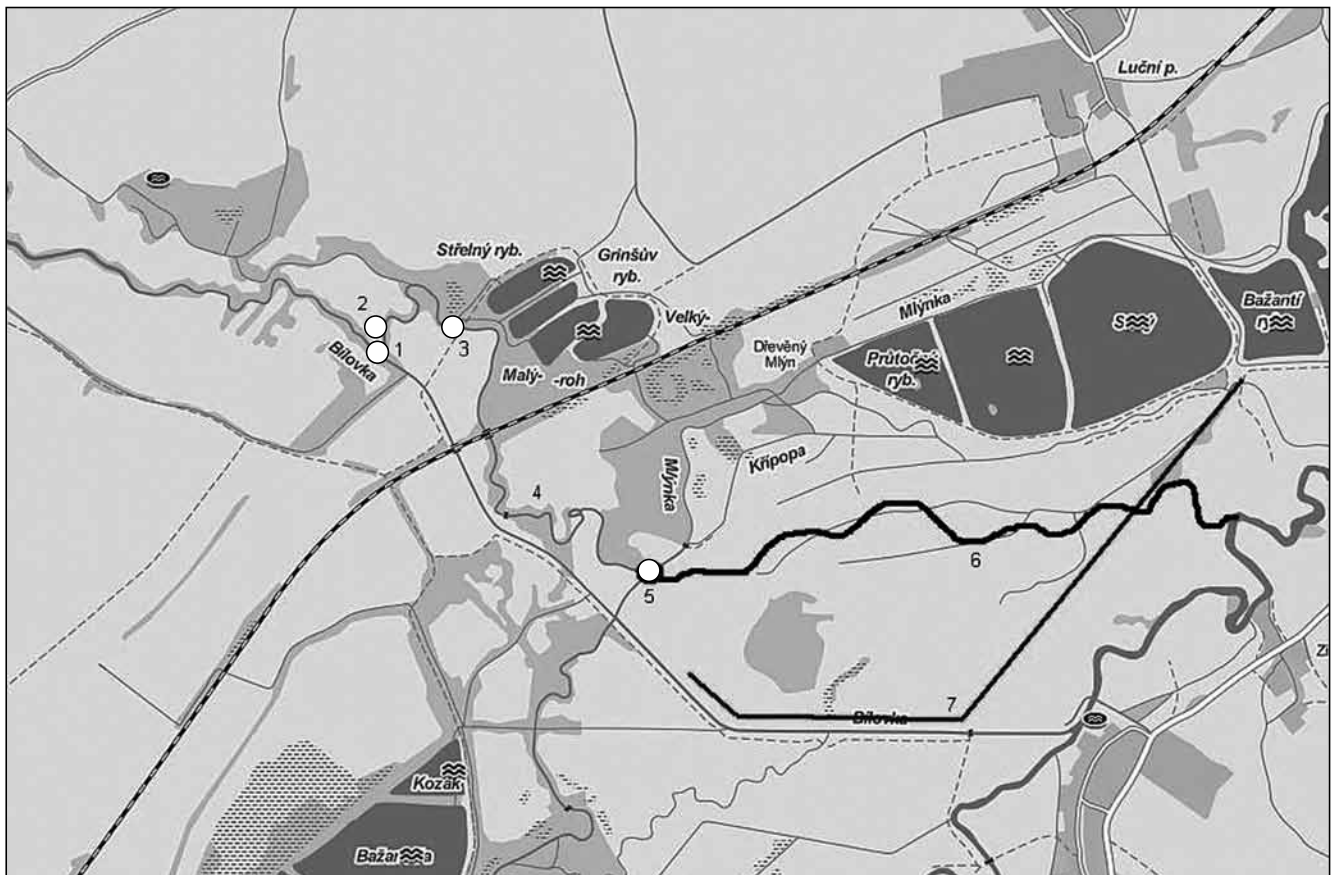 Luční p.
Střelný ryb.
Grinšův
ryb.
Velký-
Mlýnka
Bažantí
2
1
3
Bílovka
Malý-
-roh
Dřevěný
Mlýn
Průtoč
ryb.
Mlýnka
Křípopa
4
5
6
7
Bílovka
Kozák